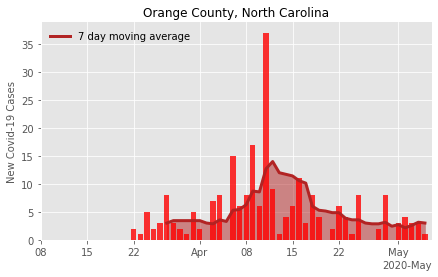 Orange County, North Carolina
7 day moving average
New Covid-19 Cases
35
30
25
20
15
10
5
0
08
15
22
Apr
08
15
22
May
2020-May